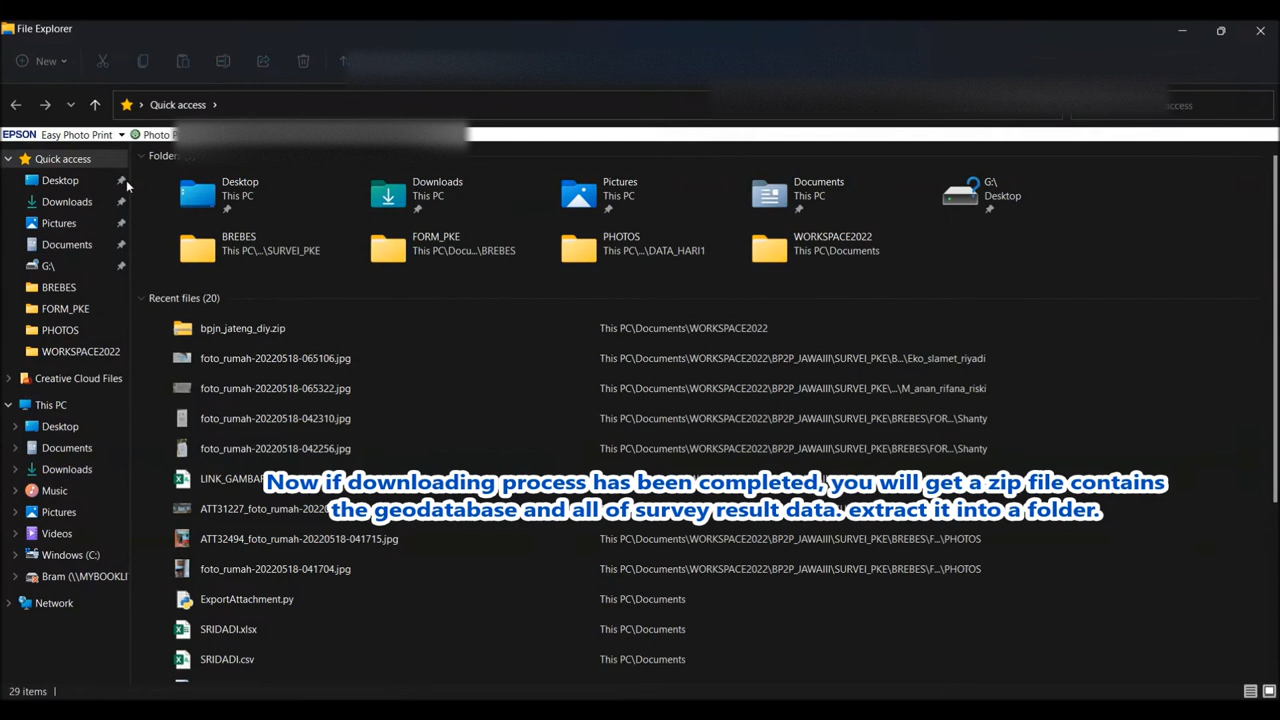 File Explorer
New
Quick access
access
EPSON Easy Photo Print
Photo
Quick access
Desktop
Downloads
Pictures
Documents
G:\
BREBES
FORM_PKE
PHOTOS
WORKSPACE2022
Creative Cloud Files
This PC
Desktop
Documents
Downloads
Music
Pictures
Videos
Windows (C:)
Bram (\\MYBOOKLI
Network
Folder
Desktop
This PC
Downloads
This PC
Pictures
This PC
Documents
This PC
G:\
Desktop
BREBES
This PC\...\SURVEI_PKE
FORM_PKE
This PC\Docu...\BREBES
PHOTOS
This PC\...\DATA_HARI1
WORKSPACE2022
This PC\Documents
Recent files (20)
bpjn_jateng_diy.zip This PC\Documents\WORKSPACE2022
foto_rumah-20220518-065106.jpg This PC\Documents\WORKSPACE2022\BP2P_JAWAIII\SURVEI_PKE\B...\Eko_slamet_riyadi
foto_rumah-20220518-065322.jpg This PC\Documents\WORKSPACE2022\BP2P_JAWAIII\SURVEI_PKE\...\M_anan_rifana_riski
foto_rumah-20220518-042310.jpg This PC\Documents\WORKSPACE2022\BP2P_JAWAIII\SURVEI_PKE\BREBES\FOR...\Shanty
foto_rumah-20220518-042256.jpg This PC\Documents\WORKSPACE2022\BP2P_JAWAIII\SURVEI_PKE\BREBES\FOR...\Shanty
LINK_GAMBA
Now if downloading process has been completed, you will get a zip file contains
the geodatabase and all of survey result data. extract it into a folder.
ATT31227_foto_rumah-2022
ATT32494_foto_rumah-20220518-041715.jpg This PC\Documents\WORKSPACE2022\BP2P_JAWAIII\SURVEI_PKE\BREBES\F...\PHOTOS
foto_rumah-20220518-041704.jpg This PC\Documents\WORKSPACE2022\BP2P_JAWAIII\SURVEI_PKE\BREBES\F...\PHOTOS
ExportAttachment.py This PC\Documents
SRIDADI.xlsx This PC\Documents
SRIDADI.csv This PC\Documents
29 items